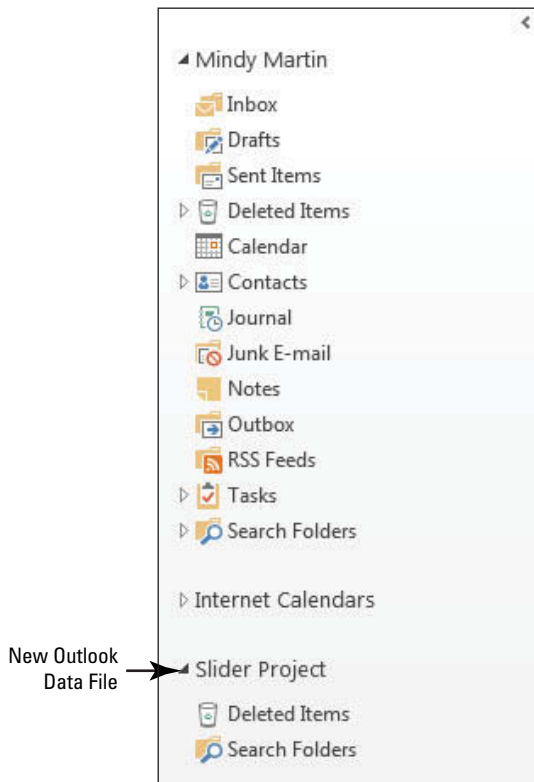 Mindy Martin
Inbox
Drafts
Sent Items
Deleted Items
Calendar
Contacts
Journal
Junk E-mail
Notes
Outbox
RSS Feeds
Tasks
Search Folders
Internet Calendars
New Outlook
Data File
Slider Project
Deleted Items
Search Folders